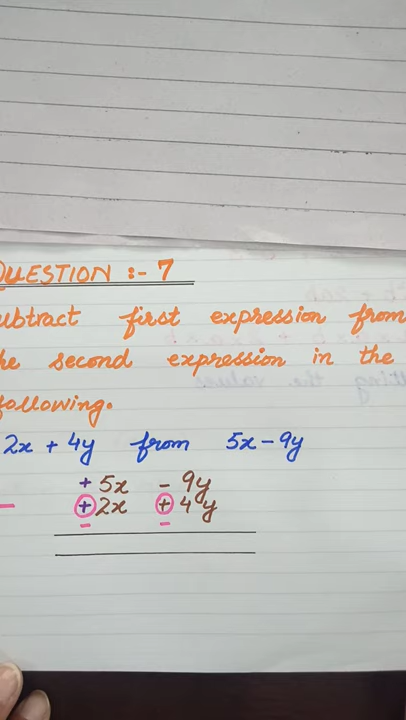 QUESTION :- 7
ubtract first expression from
he second expression in the
following.
2x + 4y from 5x - 9y
+ 5x - 9y
- + 2x + 4y
- -